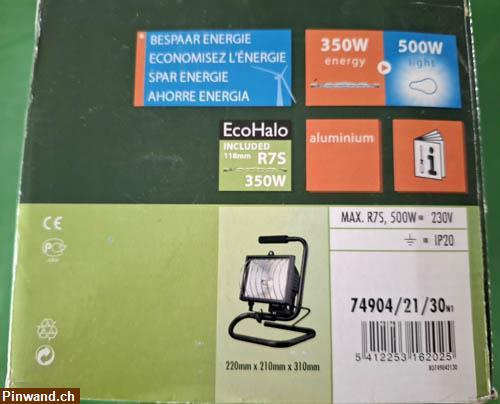 BESPAAR ENERGIE
ECONOMISEZ L'ÉNERGIE
SPAR ENERGIE
AHORRE ENERGIA
350W
energy
500W
light
EcoHalo
INCLUDED
118mm R7S
350W
aluminium
i
CE
MAX. R7S, 500W = 230V
= IP20
220mm x 210mm x 310mm
74904/21/30 N1
5 412253 162025
Pinwand.ch